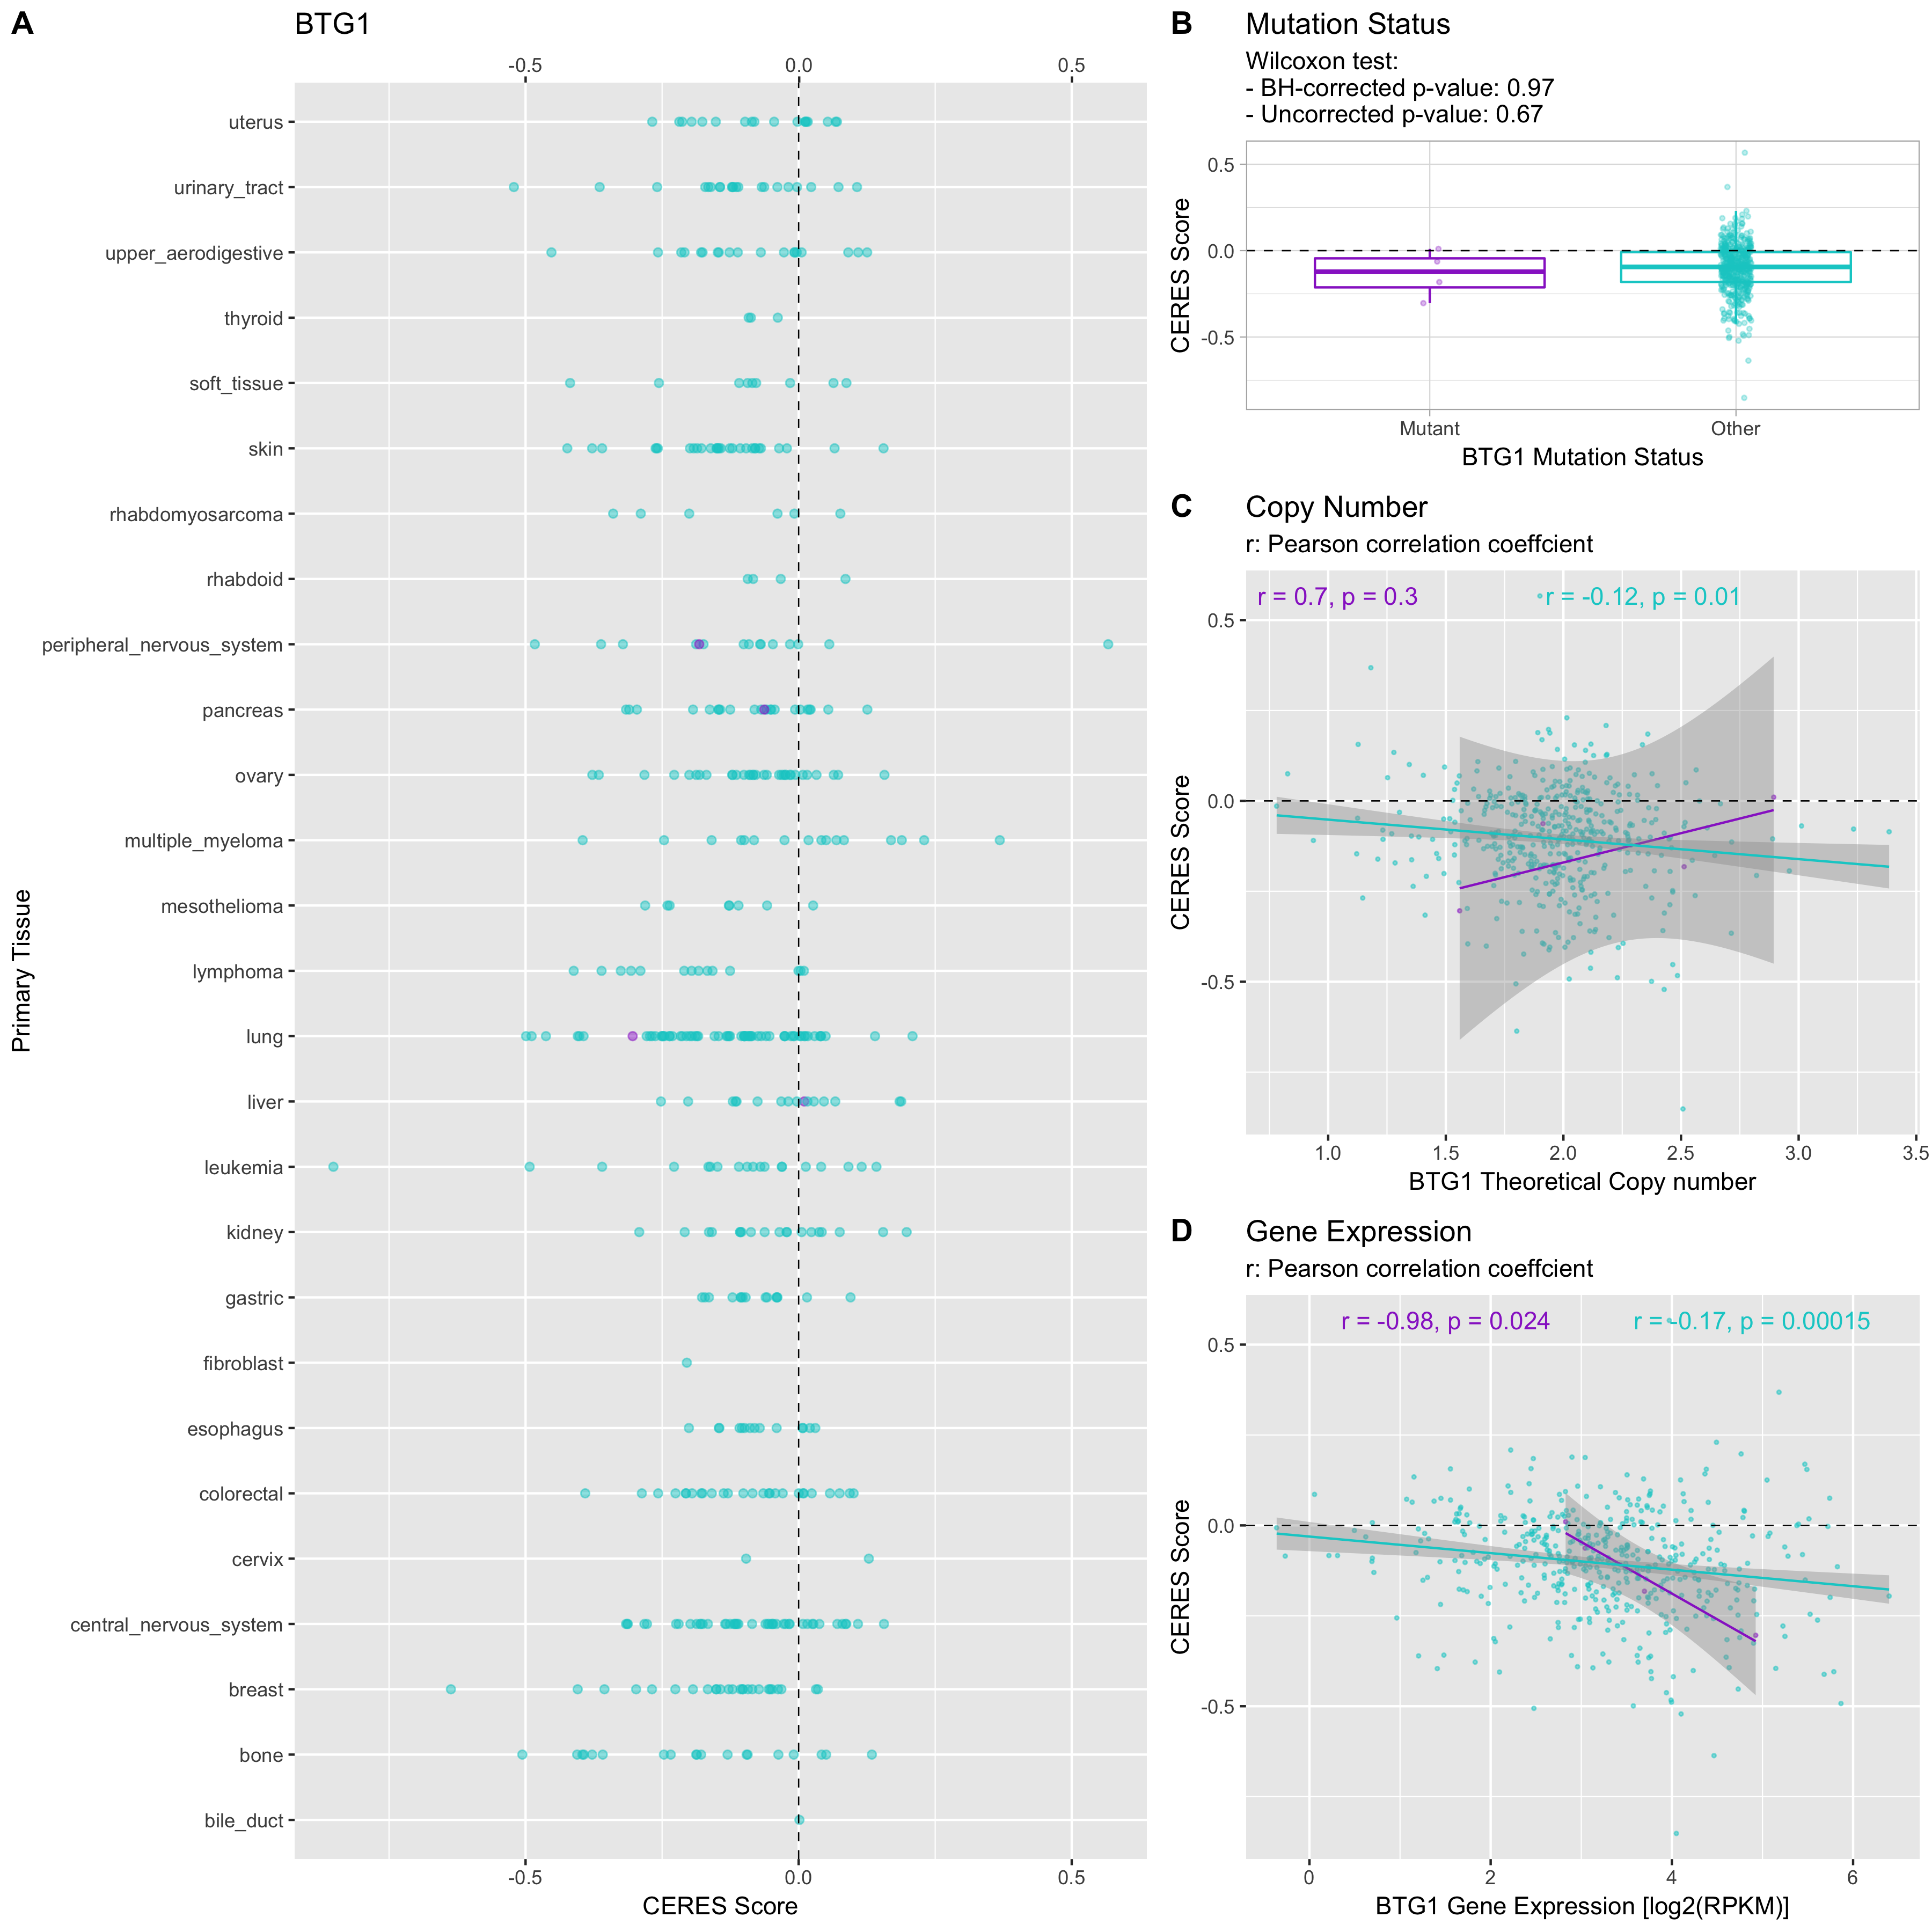 A
BTG1
-0.5 0.0 0.5
Primary Tissue
uterus
urinary_tract
upper_aerodigestive
thyroid
soft_tissue
skin
rhabdomyosarcoma
rhabdoid
peripheral_nervous_system
pancreas
ovary
multiple_myeloma
mesothelioma
lymphoma
lung
liver
leukemia
kidney
gastric
fibroblast
esophagus
colorectal
cervix
central_nervous_system
breast
bone
bile_duct
-0.5 0.0 0.5
CERES Score
B
Mutation Status
Wilcoxon test:
- BH-corrected p-value: 0.97
- Uncorrected p-value: 0.67
CERES Score
0.5
0.0
-0.5
Mutant Other
BTG1 Mutation Status
C
Copy Number
r: Pearson correlation coeffcient
r = 0.7, p = 0.3 r = -0.12, p = 0.01
CERES Score
0.5
0.0
-0.5
1.0 1.5 2.0 2.5 3.0 3.5
BTG1 Theoretical Copy number
D
Gene Expression
r: Pearson correlation coeffcient
r = -0.98, p = 0.024 r = -0.17, p = 0.00015
CERES Score
0.5
0.0
-0.5
0 2 4 6
BTG1 Gene Expression [log2(RPKM)]